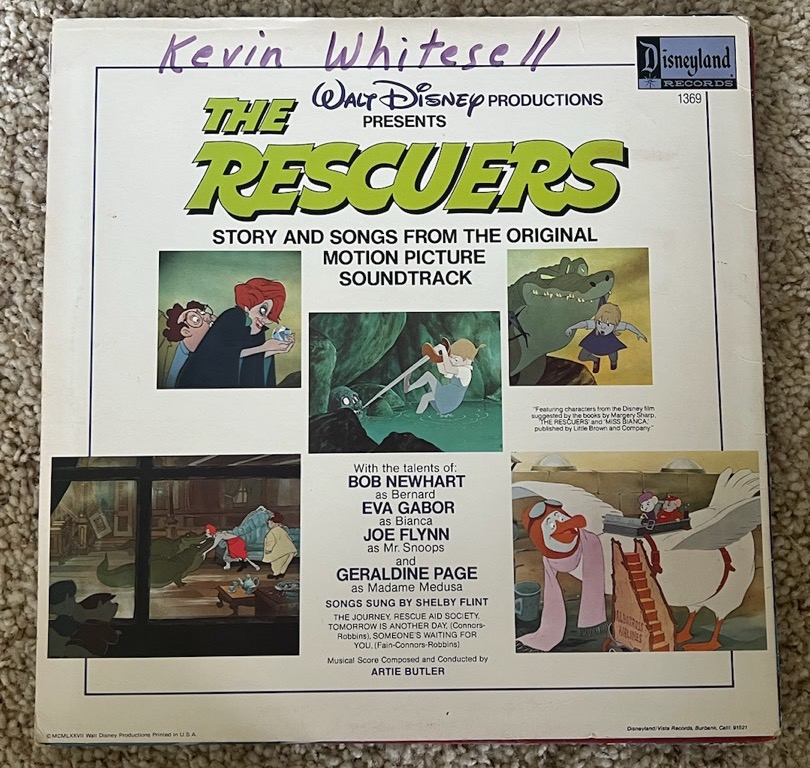 Kevin Whitesell
Disneyland
RECORDS
1369
WALT DISNEY PRODUCTIONS
PRESENTS
THE
RESCUERS
STORY AND SONGS FROM THE ORIGINAL
MOTION PICTURE
SOUNDTRACK
"Featuring characters from the Disney film
suggested by the books by Margery Sharp,
'THE RESCUERS' and 'MISS BIANCA,'
published by Little Brown and Company."
With the talents of:
BOB NEWHART
as Bernard
EVA GABOR
as Bianca
JOE FLYNN
as Mr. Snoops
and
GERALDINE PAGE
as Madame Medusa
SONGS SUNG BY SHELBY FLINT
THE JOURNEY, RESCUE AID SOCIETY,
TOMORROW IS ANOTHER DAY, (Connors-
Robbins), SOMEONE'S WAITING FOR
YOU, (Fain-Connors-Robbins)
Musical Score Composed and Conducted by
ARTIE BUTLER
ALBATROSS
AIRLINES
© MCMLXXVII Walt Disney Productions Printed in U.S.A.
Disneyland/Vista Records, Burbank, Calif. 91521